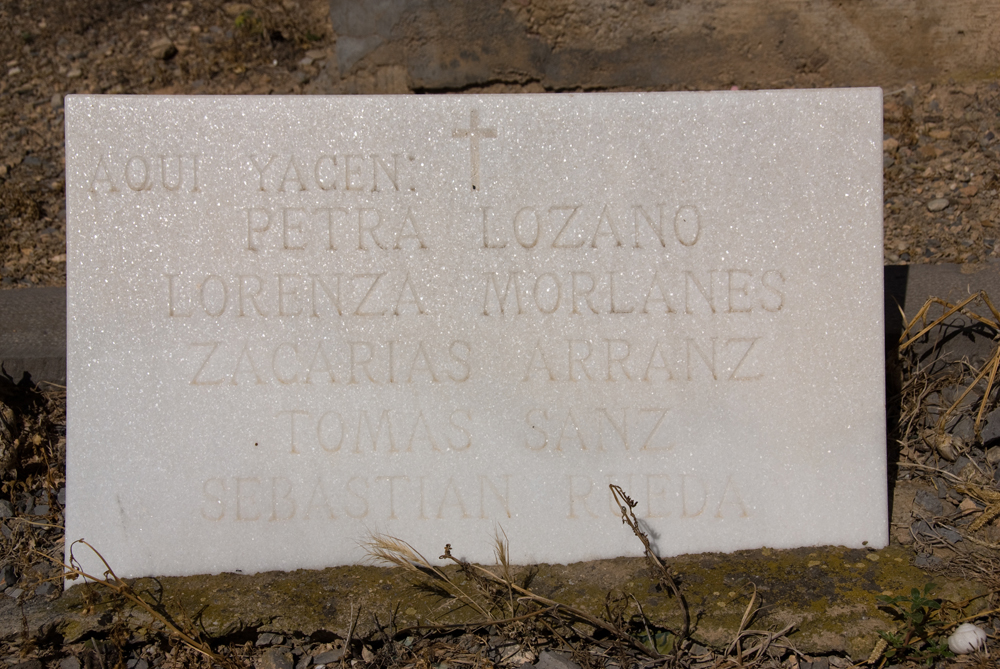 AQUI YACEN:
PETRA LOZANO
LORENZA MORLANES
ZACARIAS ARRANZ
TOMAS SANZ
SEBASTIAN RUEDA